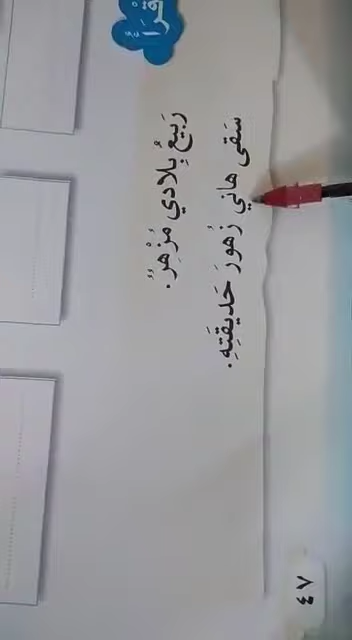 قْرَأُ
رَبيعُ بِلادي مُزْهِرٌ.
سَقى هاني زُهورَ حَديقَتِهِ.
٤٧